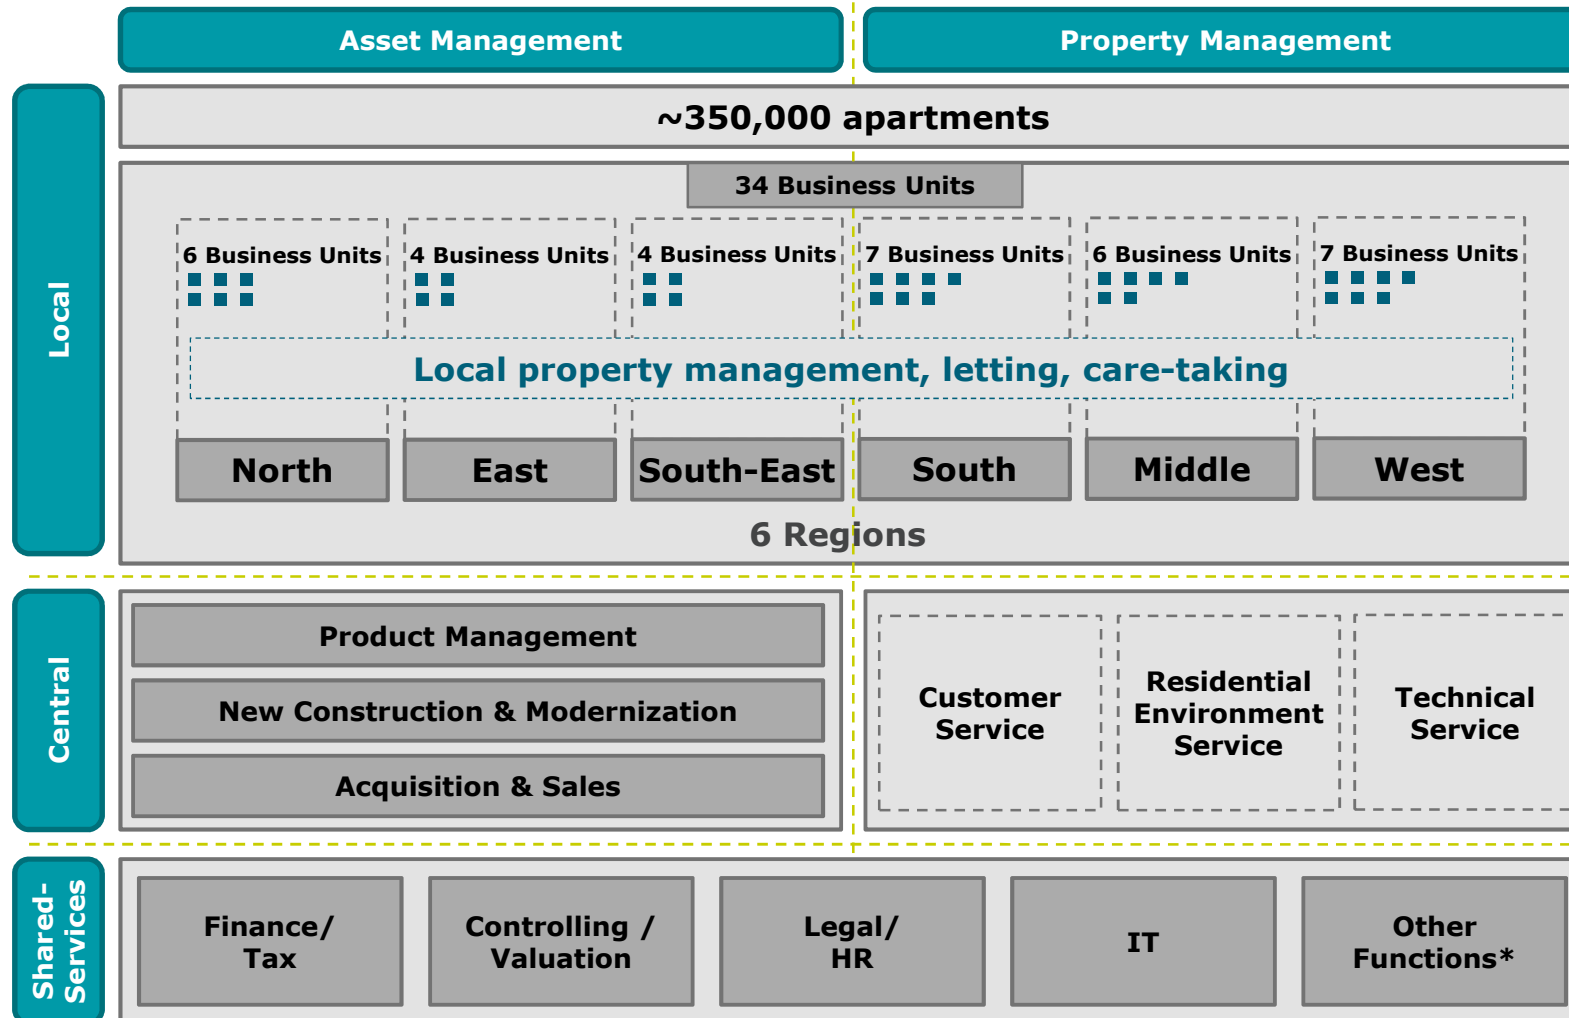 Asset Management
Property Management
Local
~350,000 apartments
34 Business Units
6 Business Units
4 Business Units
4 Business Units
7 Business Units
6 Business Units
7 Business Units
Local property management, letting, care-taking
North
East
South-East
South
Middle
West
6 Regions
Central
Product Management
New Construction & Modernization
Acquisition & Sales
Customer
Service
Residential
Environment
Service
Technical
Service
Shared-
Services
Finance/
Tax
Controlling /
Valuation
Legal/
HR
IT
Other
Functions*